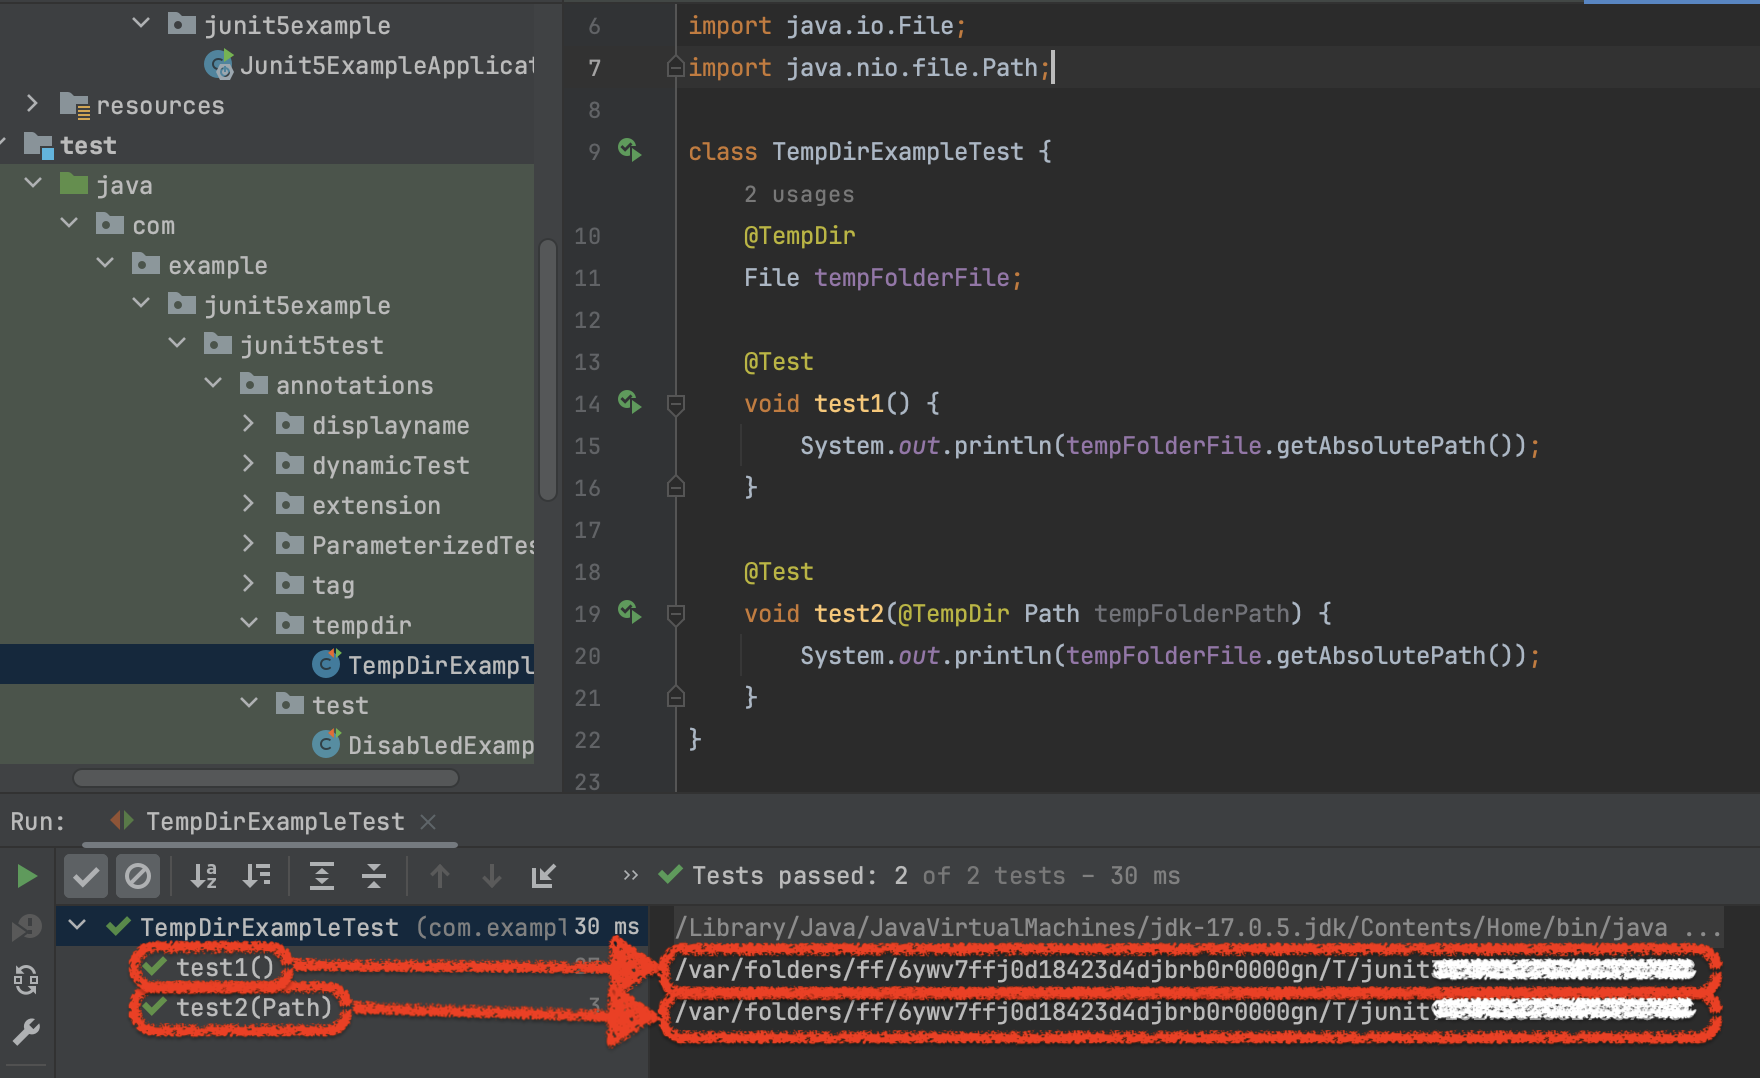 junit5example
Junit5ExampleApplicat
resources
test
java
com
example
junit5example
junit5test
annotations
displayname
dynamicTest
extension
ParameterizedTes
tag
tempdir
TempDirExampl
test
DisabledExamp
6 import java.io.File;
7 import java.nio.file.Path;
8
9 class TempDirExampleTest {
2 usages
10 @TempDir
11 File tempFolderFile;
12
13 @Test
14 void test1() {
15 System.out.println(tempFolderFile.getAbsolutePath());
16 }
17
18 @Test
19 void test2(@TempDir Path tempFolderPath) {
20 System.out.println(tempFolderFile.getAbsolutePath());
21 }
22 }
23
Run: TempDirExampleTest
Tests passed: 2 of 2 tests – 30 ms
TempDirExampleTest (com.exampl 30 ms
test1()
test2(Path) 3
/Library/Java/JavaVirtualMachines/jdk-17.0.5.jdk/Contents/Home/bin/java ...
/var/folders/ff/6ywv7ffj0d18423d4djbrb0r0000gn/T/junit
/var/folders/ff/6ywv7ffj0d18423d4djbrb0r0000gn/T/junit